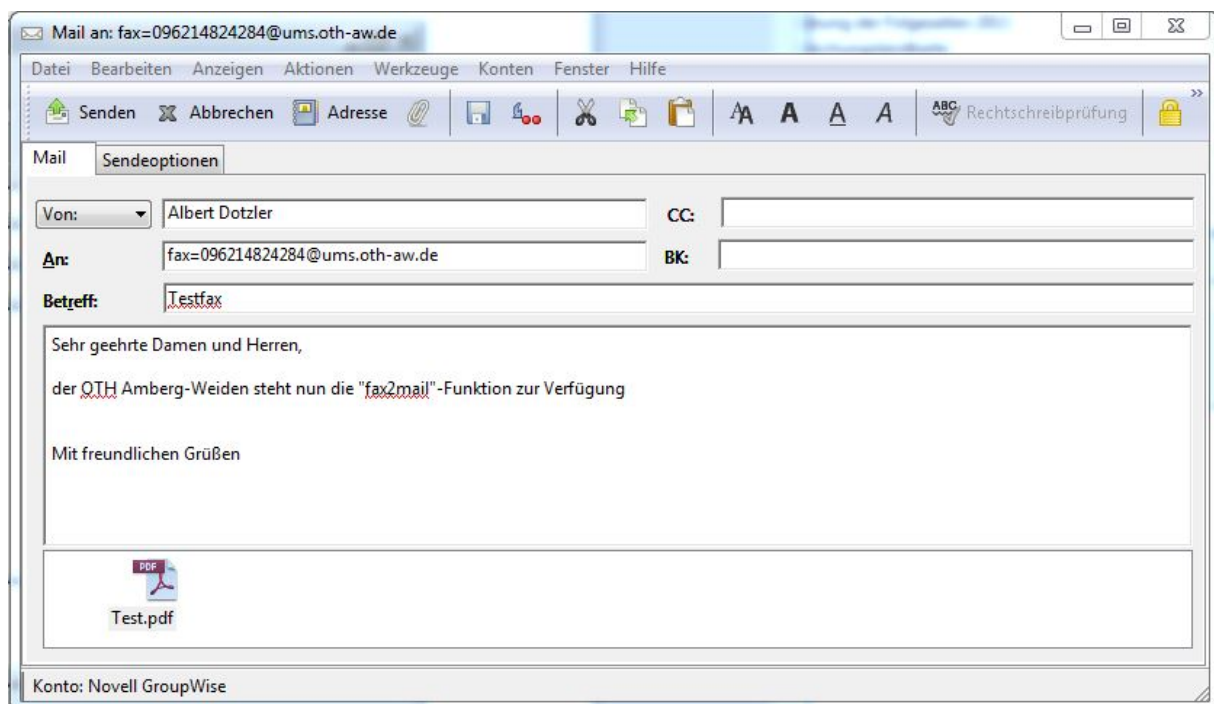 Mail an: fax=096214824284@ums.oth-aw.de
Datei Bearbeiten Anzeigen Aktionen Werkzeuge Konten Fenster Hilfe
Senden Abbrechen Adresse ABC Rechtschreibprüfung »
Mail Sendeoptionen
Von: Albert Dotzler CC:
An: fax=096214824284@ums.oth-aw.de BK:
Betreff: Testfax
Sehr geehrte Damen und Herren,
der OTH Amberg-Weiden steht nun die "fax2mail"-Funktion zur Verfügung
Mit freundlichen Grüßen
PDF
Test.pdf
Konto: Novell GroupWise